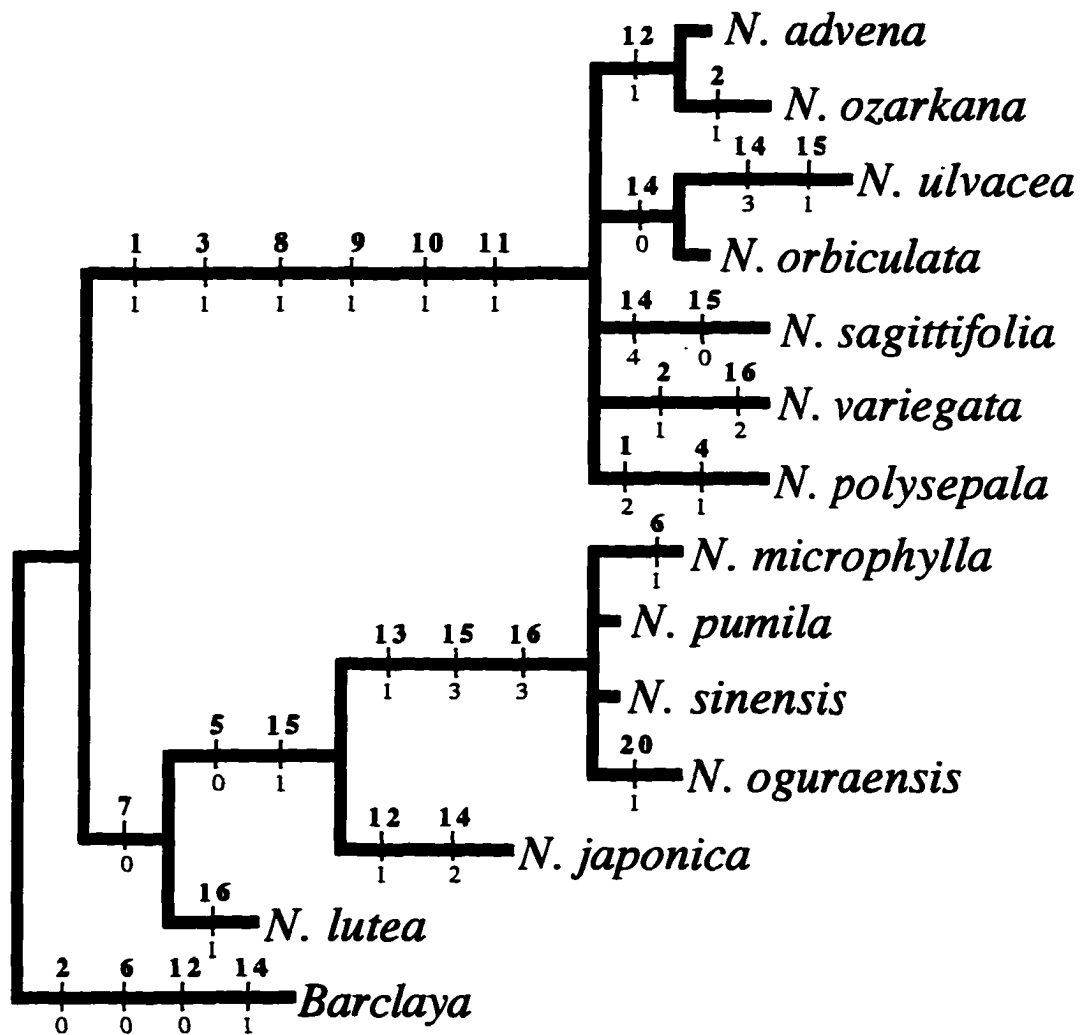 12
N. advena
1
2
N. ozarkana
1
14 15
N. ulvacea
3 1
14
0
N. orbiculata
1 3 8 9 10 11
1 1 1 1 1 1
14 15
N. sagittifolia
4 0
2 16
N. variegata
1 2
1 4
N. polysepala
2 1
6
N. microphylla
1
N. pumila
13 15 16
1 3 3
N. sinensis
5 15
0 1
20
N. oguraensis
1
7
0
12 14
N. japonica
1 2
16
N. lutea
1
2 6 12 14
Barclaya
0 0 0 1